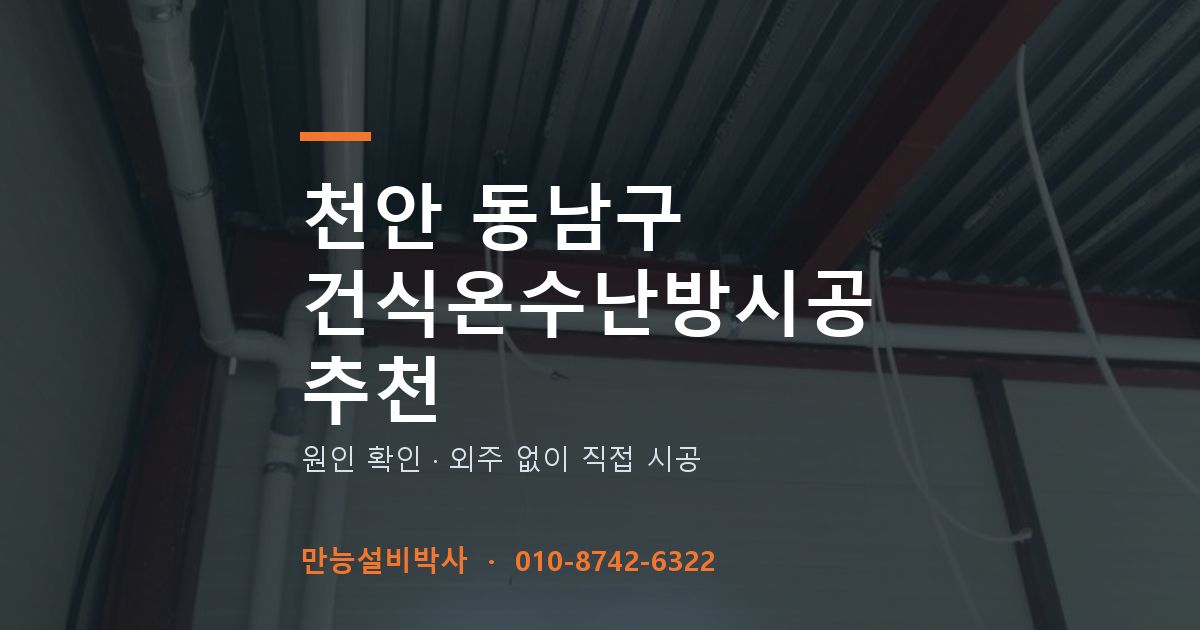 천안 동남구
건식온수난방시공
추천
원인 확인 · 외주 없이 직접 시공
만능설비박사 · 010-8742-6322